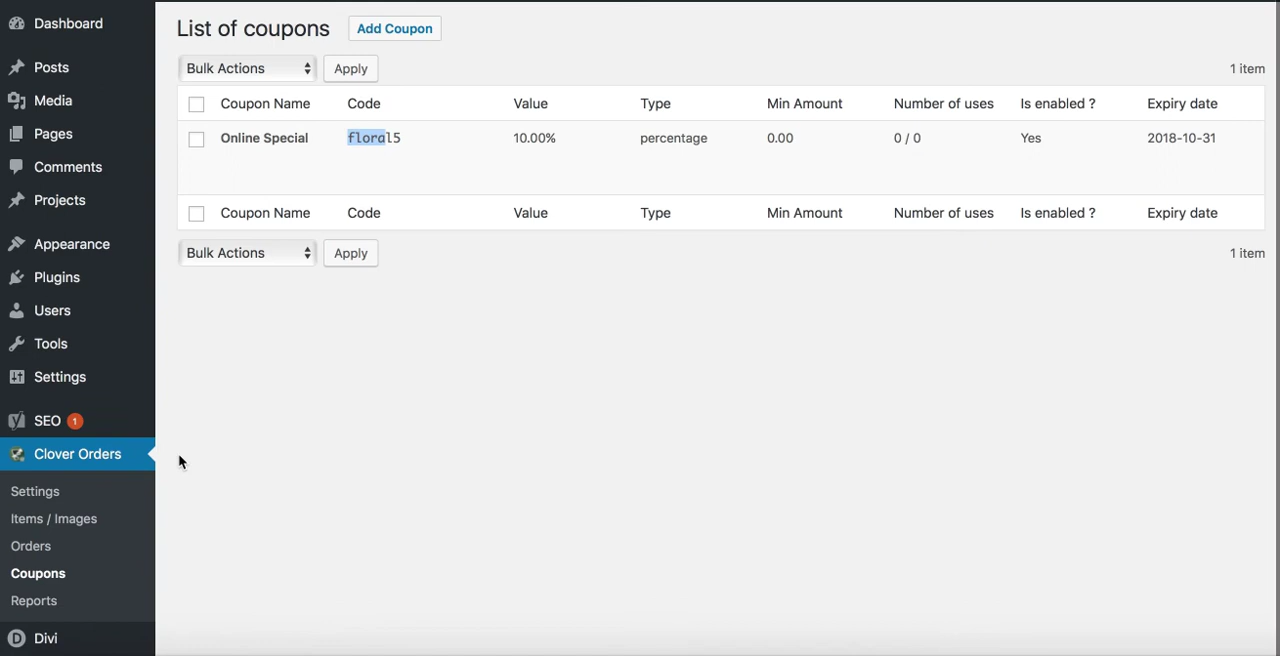 Dashboard
Posts
Media
Pages
Comments
Projects
Appearance
Plugins
Users
Tools
Settings
SEO 1
Clover Orders
Settings
Items / Images
Orders
Coupons
Reports
Divi
List of coupons Add Coupon
Bulk Actions Apply 1 item
Coupon Name Code Value Type Min Amount Number of uses Is enabled ? Expiry date
Online Special floral5 10.00% percentage 0.00 0 / 0 Yes 2018-10-31
Coupon Name Code Value Type Min Amount Number of uses Is enabled ? Expiry date
Bulk Actions Apply 1 item